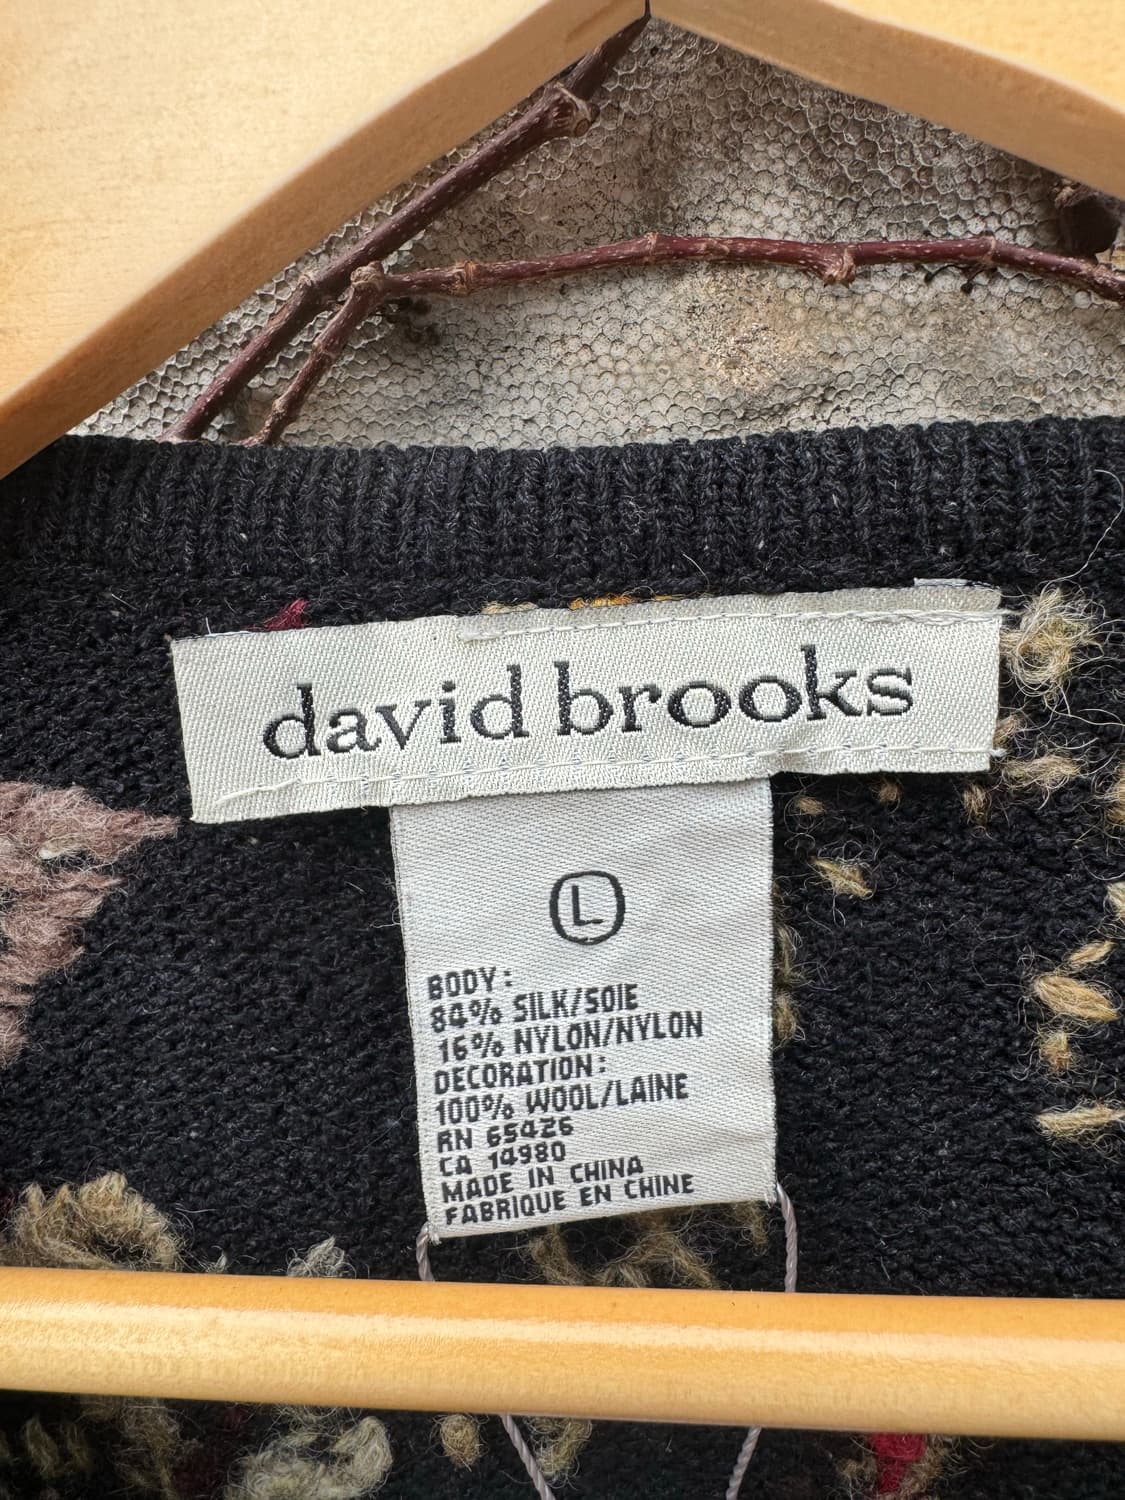 david brooks
L
BODY:
84% SILK/SOIE
16% NYLON/NYLON
DECORATION:
100% WOOL/LAINE
RN 65426
CA 14980
MADE IN CHINA
FABRIQUE EN CHINE